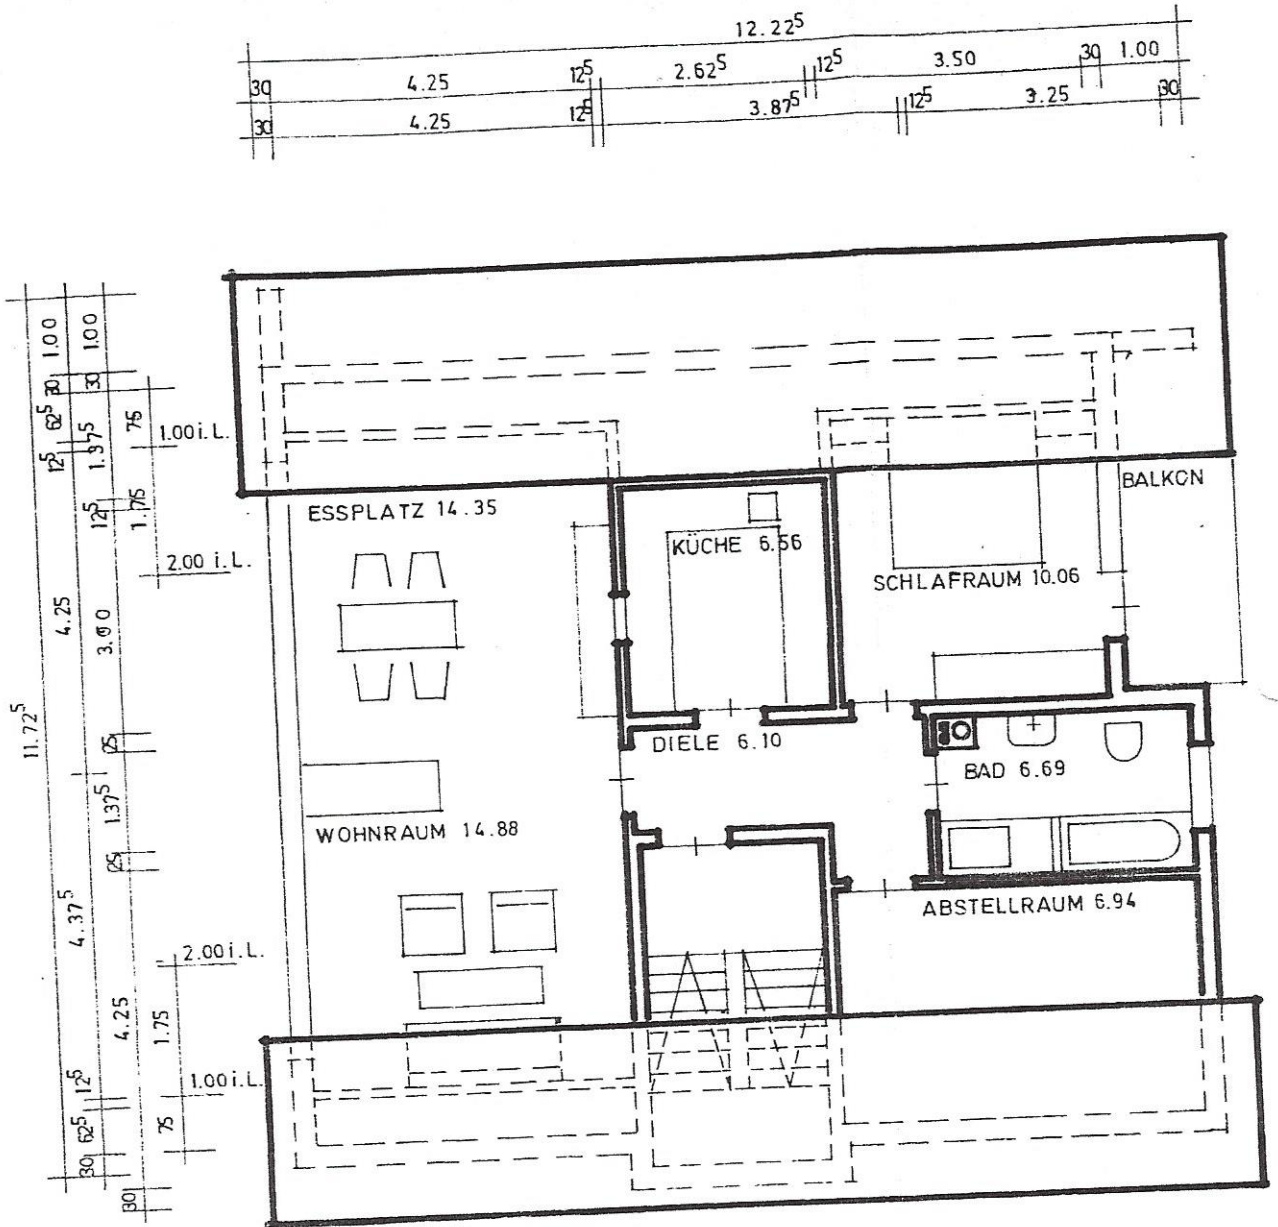 12.22⁵
30 4.25 12⁵ 2.62⁵ 12⁵ 3.50 30 1.00
30 4.25 12⁵ 3.87⁵ 12⁵ 3.25 30
11.72⁵
1.00 30 62⁵ 12⁵ 4.25 4.37⁵ 12⁵ 62⁵ 30
1.00 30 1.37⁵ 12⁵ 3.00 25 1.37⁵ 25 4.25 30
75 1.75
1.00 i.L.
2.00 i.L.
2.00 i.L.
1.75 75
1.00 i.L.
ESSPLATZ 14.35
KÜCHE 6.56
BALKON
SCHLAFRAUM 10.06
DIELE 6.10
BAD 6.69
WOHNRAUM 14.88
ABSTELLRAUM 6.94